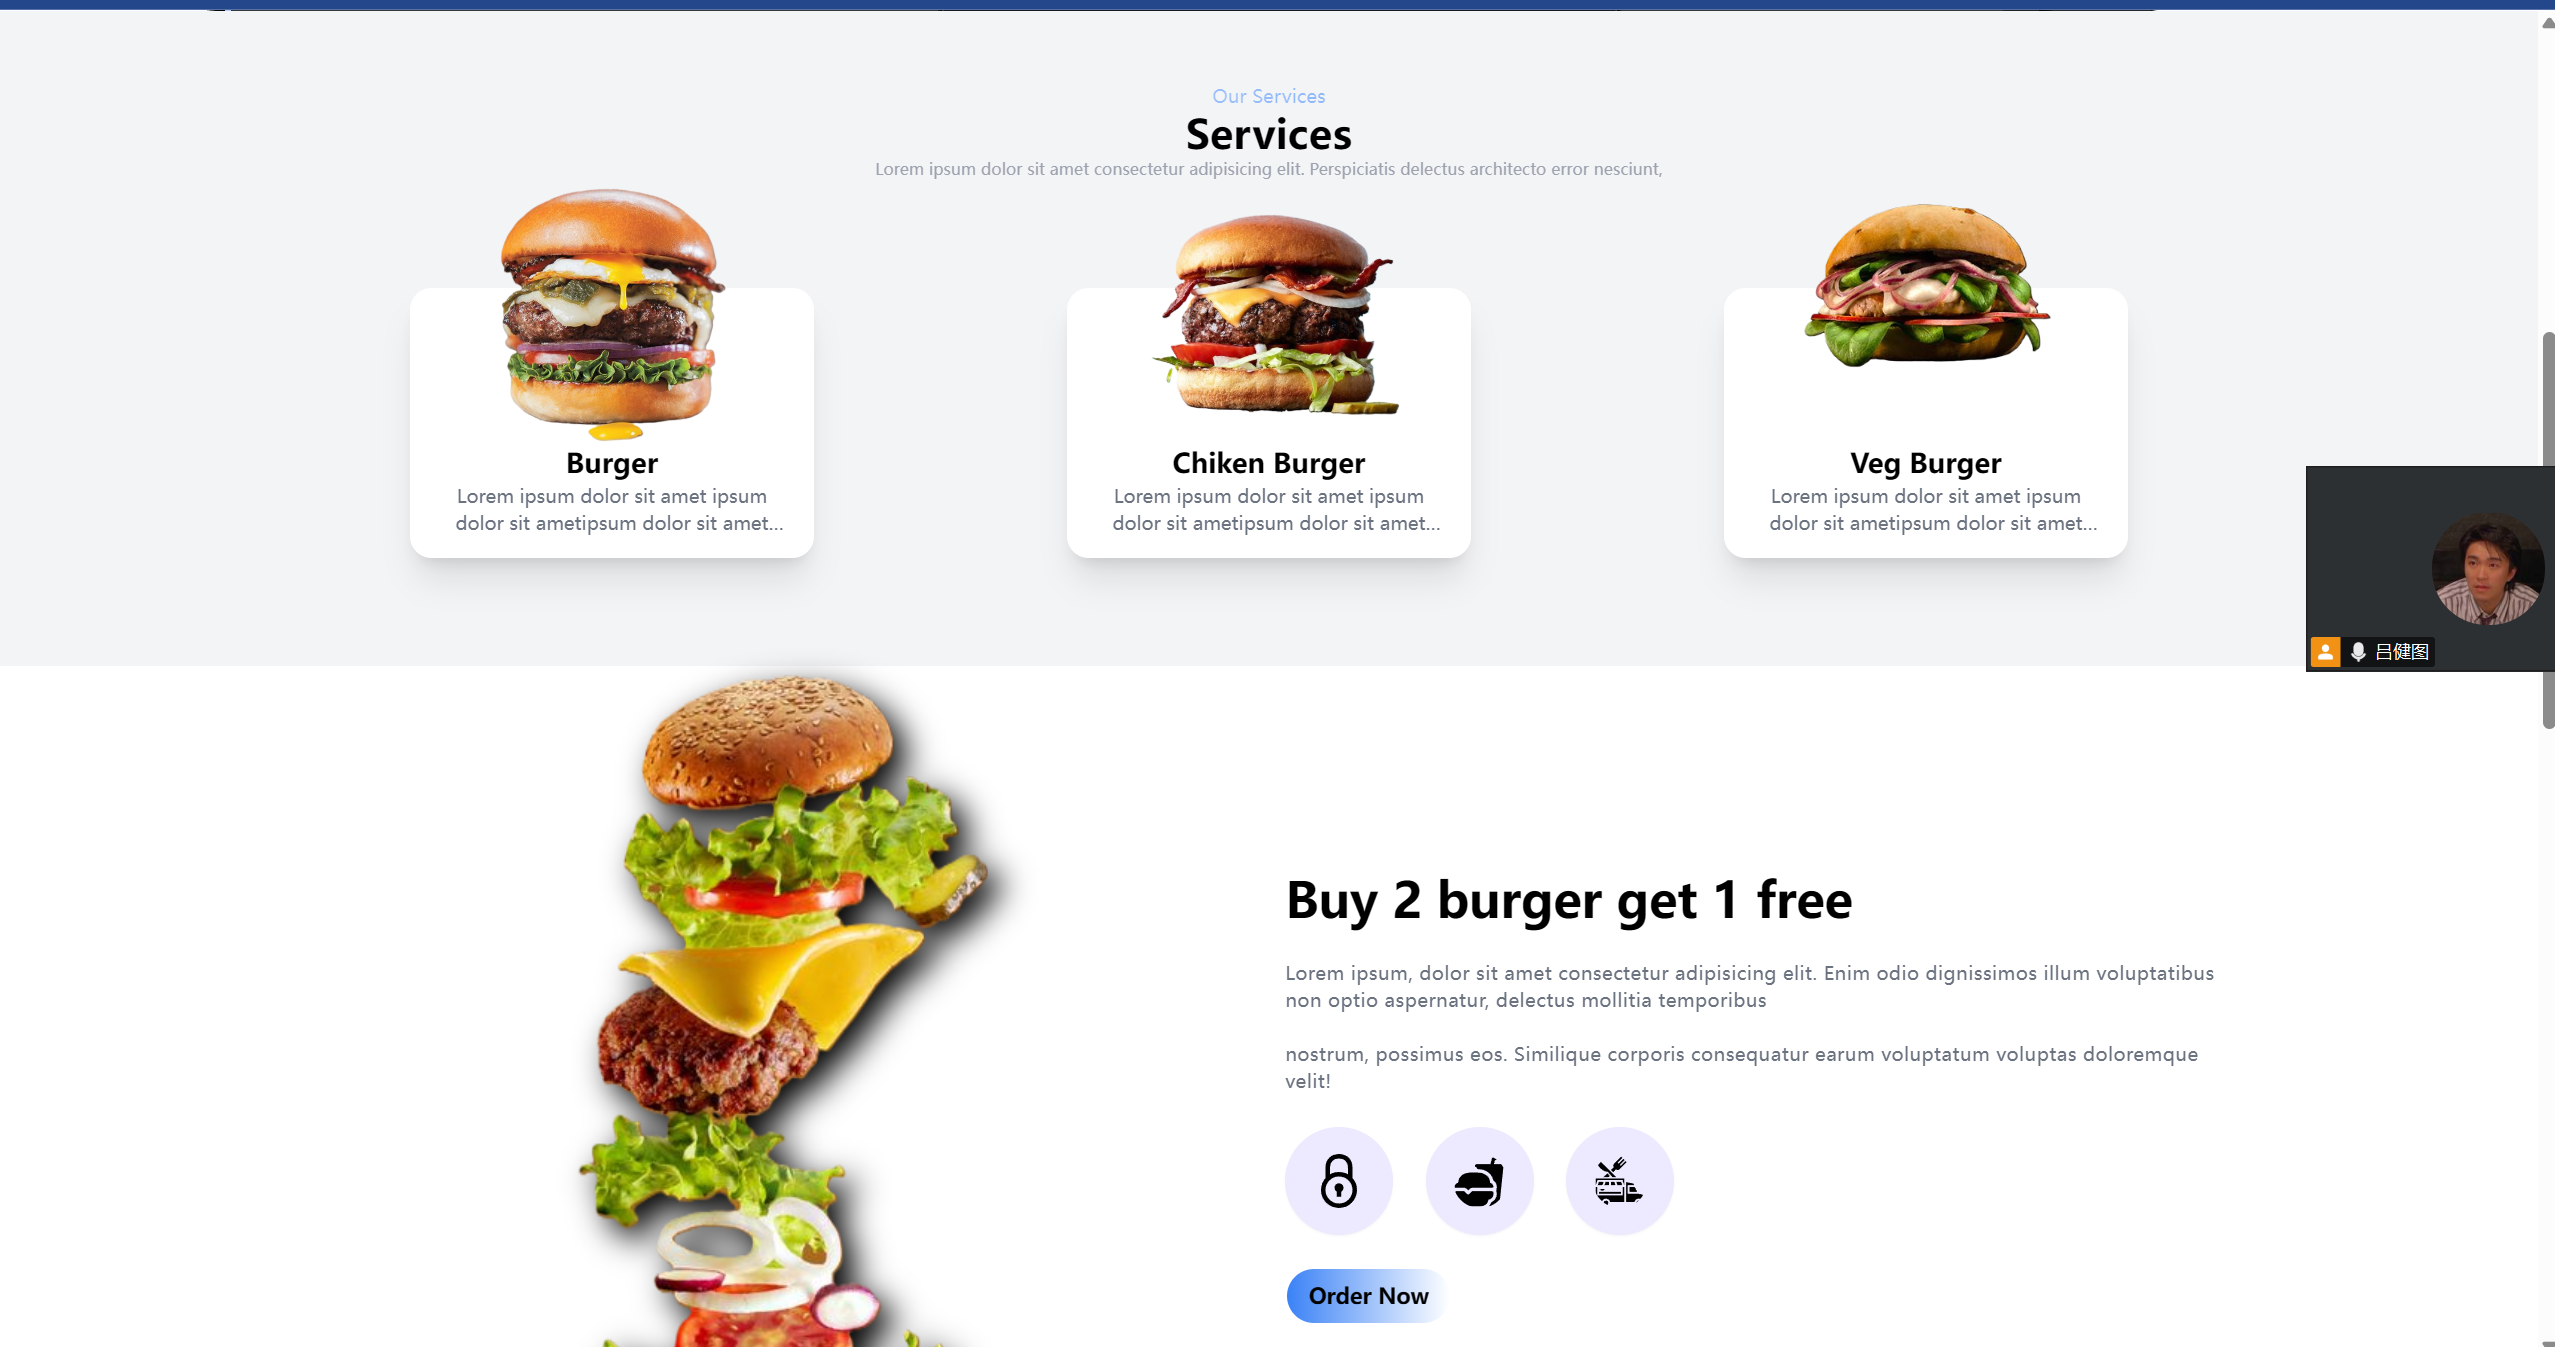 Our Services
Services
Lorem ipsum dolor sit amet consectetur adipisicing elit. Perspiciatis delectus architecto error nesciunt,
Burger
Lorem ipsum dolor sit amet ipsum
dolor sit ametipsum dolor sit amet...
Chiken Burger
Lorem ipsum dolor sit amet ipsum
dolor sit ametipsum dolor sit amet...
Veg Burger
Lorem ipsum dolor sit amet ipsum
dolor sit ametipsum dolor sit amet...
吕健图
Buy 2 burger get 1 free
Lorem ipsum, dolor sit amet consectetur adipisicing elit. Enim odio dignissimos illum voluptatibus
non optio aspernatur, delectus mollitia temporibus
nostrum, possimus eos. Similique corporis consequatur earum voluptatum voluptas doloremque
velit!
Order Now